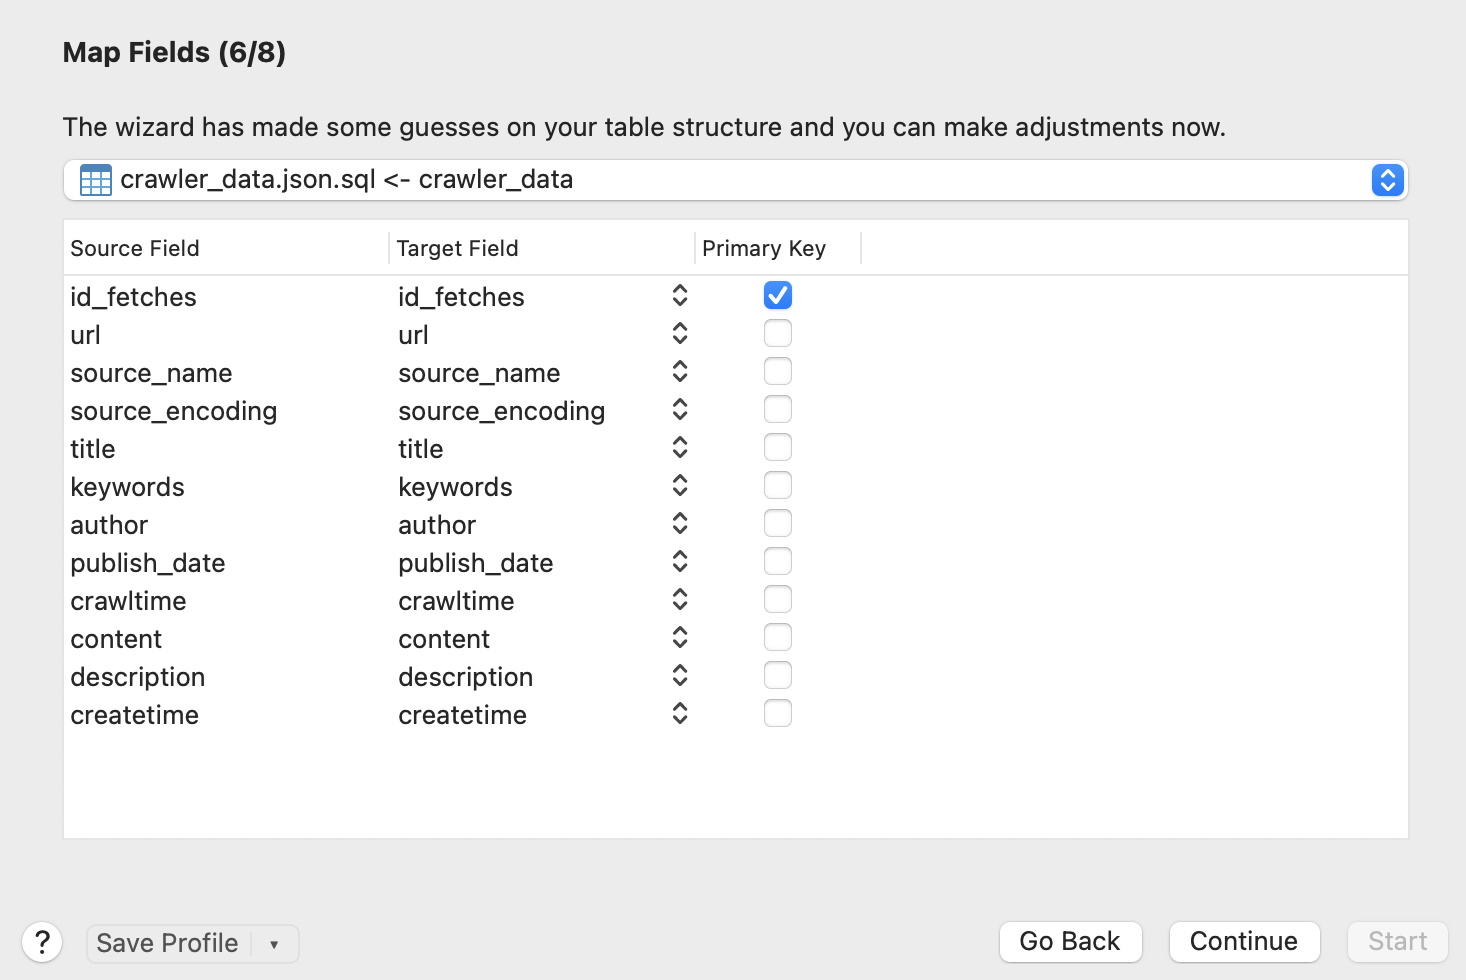 Map Fields (6/8)
The wizard has made some guesses on your table structure and you can make adjustments now.
crawler_data.json.sql <- crawler_data
Source Field Target Field Primary Key
id_fetches id_fetches
url url
source_name source_name
source_encoding source_encoding
title title
keywords keywords
author author
publish_date publish_date
crawltime crawltime
content content
description description
createtime createtime
? Save Profile Go Back Continue Start